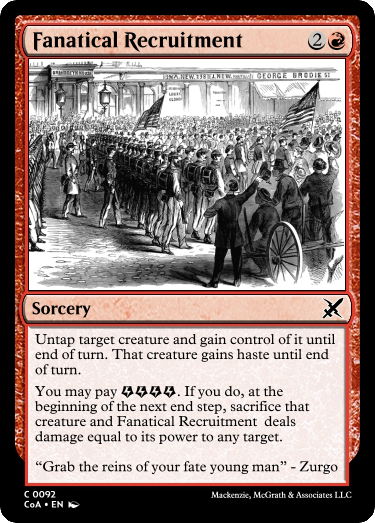 Fanatical Recruitment 2
GEORGE BRODIE
Sorcery
Untap target creature and gain control of it until
end of turn. That creature gains haste until end
of turn.
You may pay . If you do, at the
beginning of the next end step, sacrifice that
creature and Fanatical Recruitment deals
damage equal to its power to any target.
“Grab the reins of your fate young man” - Zurgo
C 0092
CoA • EN
Mackenzie, McGrath & Associates LLC